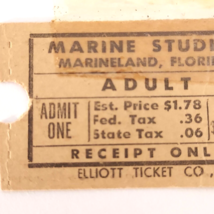 MARINE STUD
MARINELAND, FLORI
ADULT
ADMIT ONE
Est. Price $1.78
Fed. Tax .36
State Tax .06
RECEIPT ONL
ELLIOTT TICKET CO.,